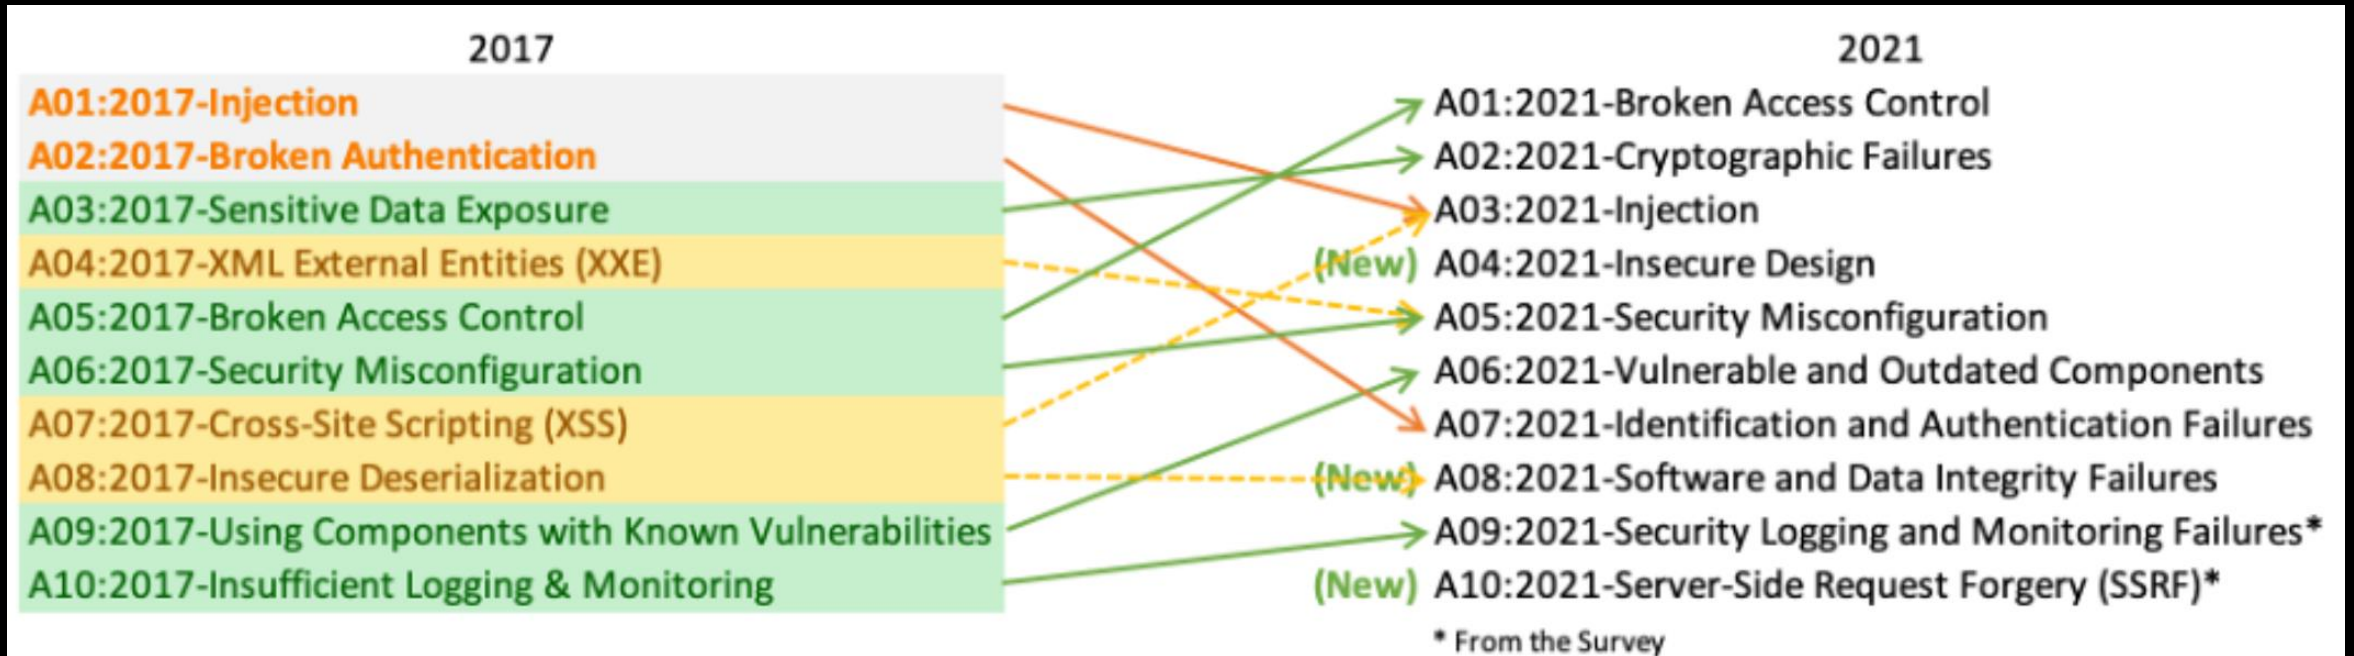 2017
A01:2017-Injection
A02:2017-Broken Authentication
A03:2017-Sensitive Data Exposure
A04:2017-XML External Entities (XXE)
A05:2017-Broken Access Control
A06:2017-Security Misconfiguration
A07:2017-Cross-Site Scripting (XSS)
A08:2017-Insecure Deserialization
A09:2017-Using Components with Known Vulnerabilities
A10:2017-Insufficient Logging & Monitoring
2021
A01:2021-Broken Access Control
A02:2021-Cryptographic Failures
A03:2021-Injection
(New) A04:2021-Insecure Design
A05:2021-Security Misconfiguration
A06:2021-Vulnerable and Outdated Components
A07:2021-Identification and Authentication Failures
(New) A08:2021-Software and Data Integrity Failures
A09:2021-Security Logging and Monitoring Failures*
(New) A10:2021-Server-Side Request Forgery (SSRF)*
* From the Survey